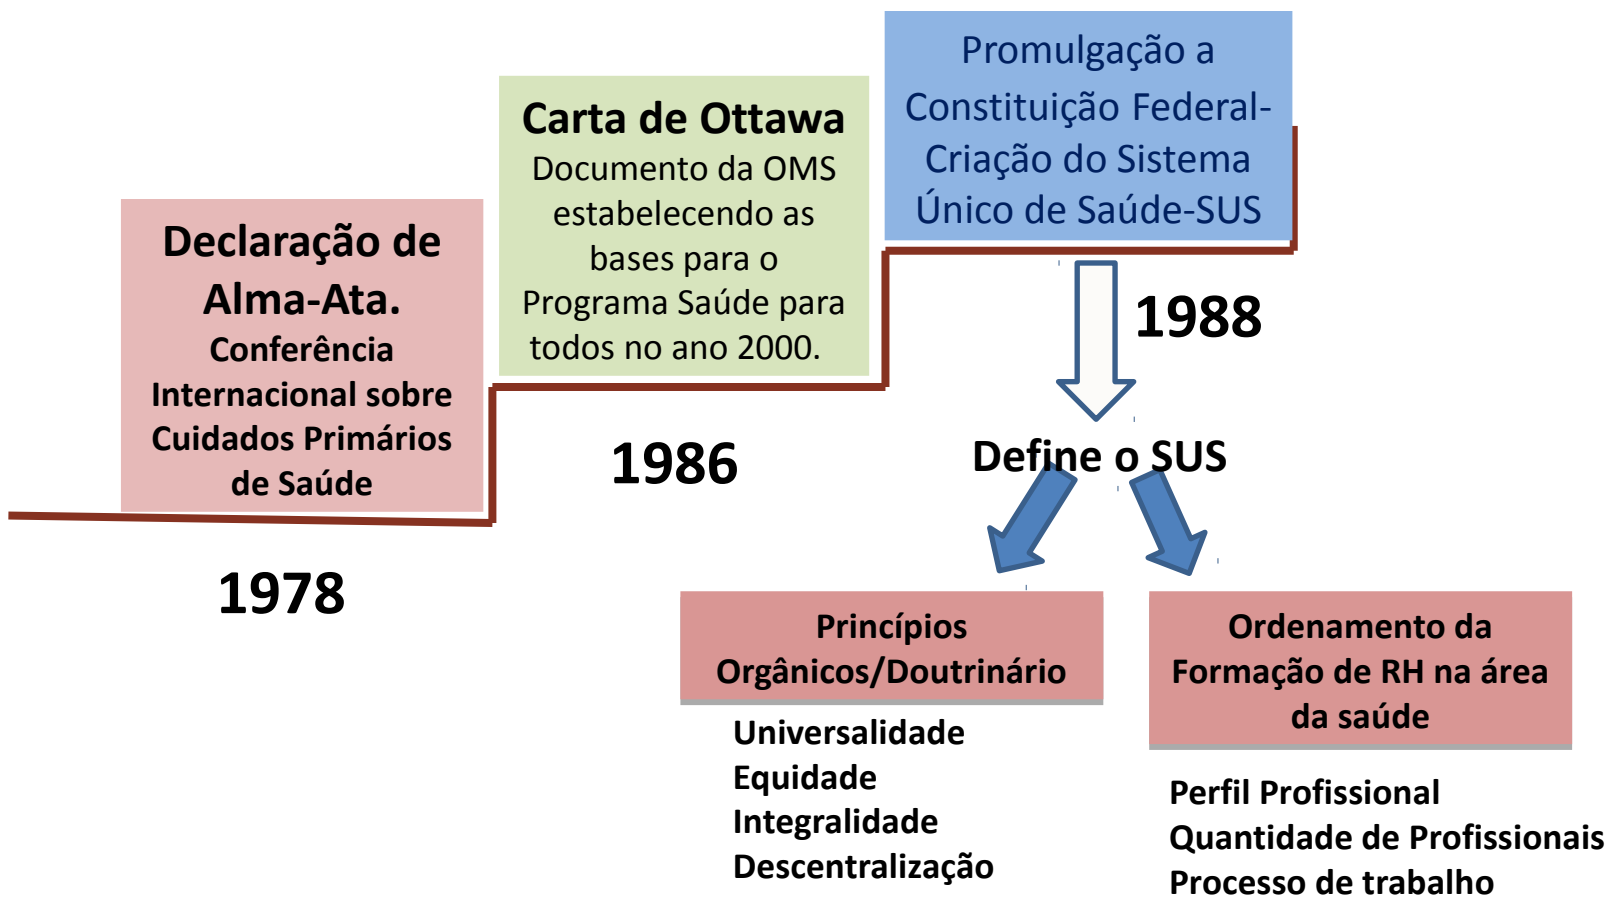 Declaração de
Alma-Ata.
Conferência
Internacional sobre
Cuidados Primários
de Saúde
1978
Carta de Ottawa
Documento da OMS
estabelecendo as
bases para o
Programa Saúde para
todos no ano 2000.
1986
Promulgação a
Constituição Federal-
Criação do Sistema
Único de Saúde-SUS
1988
Define o SUS
Princípios
Orgânicos/Doutrinário
Universalidade
Equidade
Integralidade
Descentralização
Ordenamento da
Formação de RH na área
da saúde
Perfil Profissional
Quantidade de Profissionais
Processo de trabalho